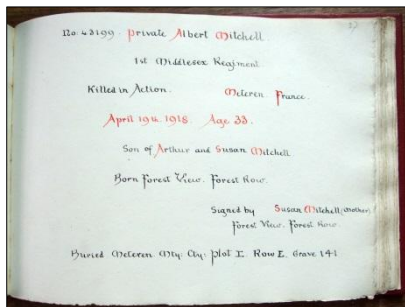 No. 43199. Private Albert Mitchell
1st Middlesex Regiment
Killed in Action. Meteren France.
April 19th. 1918. Age 33.
Son of Arthur and Susan Mitchell
Born Forest View. Forest Row.
Signed by Susan Mitchell (Mother)
Forest View. Forest Row
Buried Meteren Mty: Cty: Plot I. Row E. Grave 141